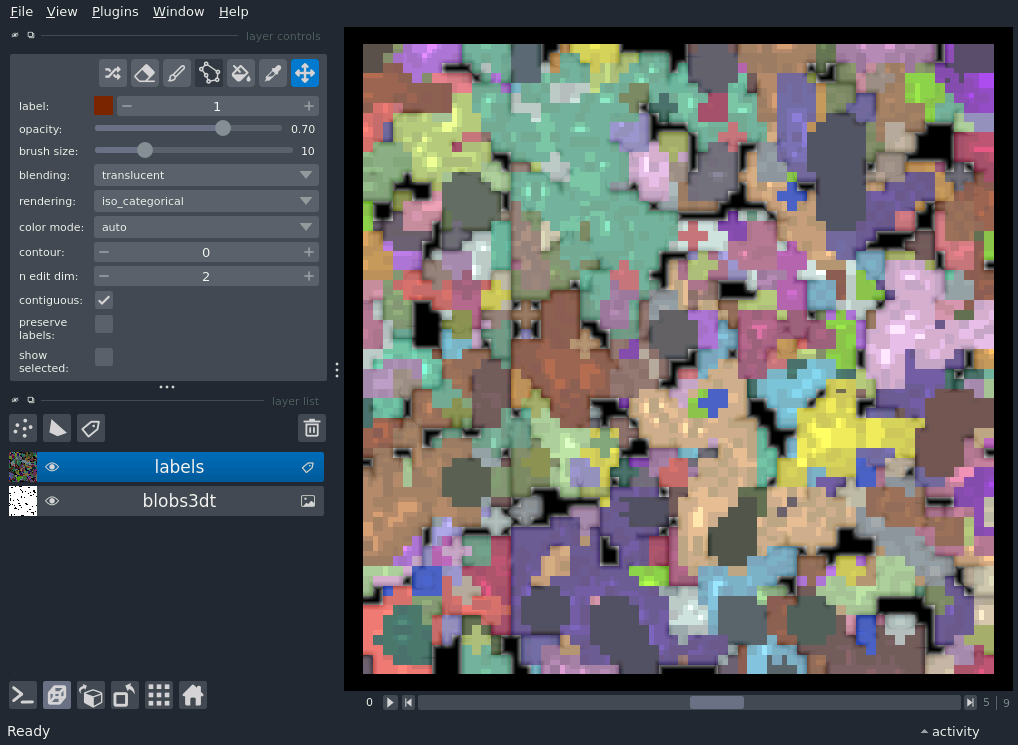 File View Plugins Window Help
layer controls
label: 1
opacity: 0.70
brush size: 10
blending: translucent
rendering: iso_categorical
color mode: auto
contour: 0
n edit dim: 2
contiguous:
preserve
labels:
show
selected:
layer list
labels
blobs3dt
0 5 9
Ready activity